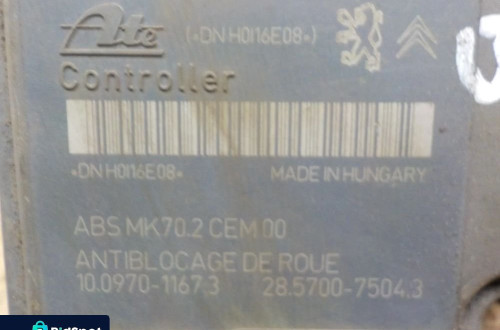 Ate (*DN H0116E08*)
Controller
*DN H0116E08* MADE IN HUNGARY
ABS MK70.2 CEM 00
ANTIBLOCAGE DE ROUE
10.0970-1167.3 28.5700-7504.3
BidSpot